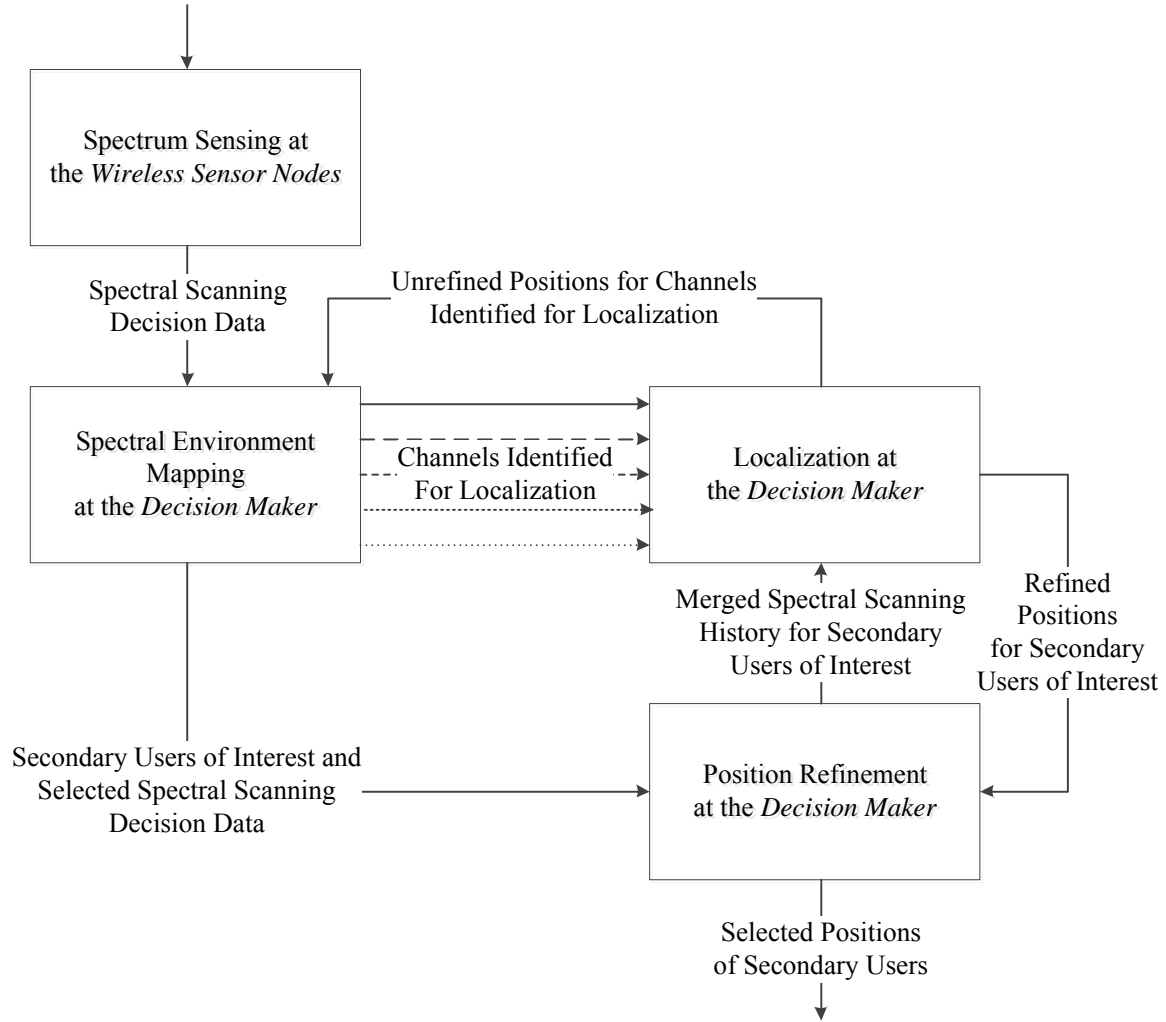 Spectrum Sensing at
the Wireless Sensor Nodes
Spectral Scanning
Decision Data
Unrefined Positions for Channels
Identified for Localization
Spectral Environment
Mapping
at the Decision Maker
Channels Identified
For Localization
Localization at
the Decision Maker
Merged Spectral Scanning
History for Secondary
Users of Interest
Refined
Positions
for Secondary
Users of Interest
Secondary Users of Interest and
Selected Spectral Scanning
Decision Data
Position Refinement
at the Decision Maker
Selected Positions
of Secondary Users